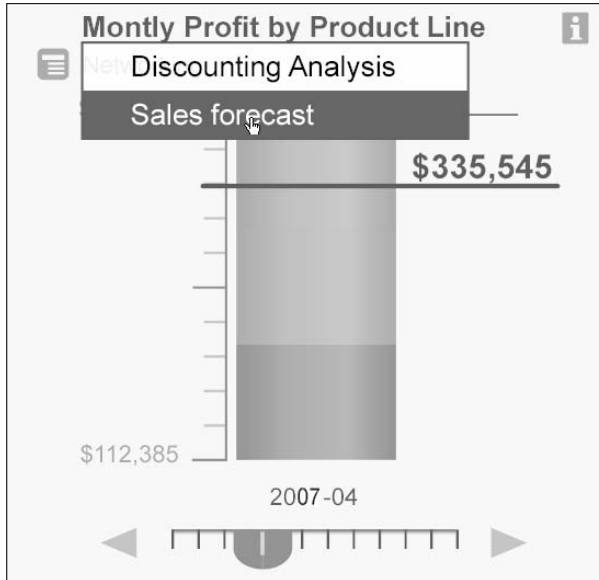 Montly Profit by Product Line
i
Discounting Analysis
Sales forecast
$335,545
$112,385
2007-04